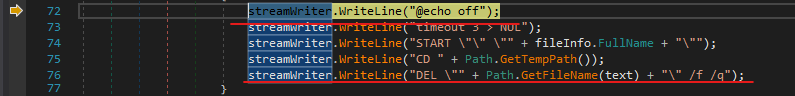 72 streamWriter.WriteLine("@echo off");
73 streamWriter.WriteLine("timeout 3 > NUL");
74 streamWriter.WriteLine("START \"\" \"" + fileInfo.FullName + "\"");
75 streamWriter.WriteLine("CD " + Path.GetTempPath());
76 streamWriter.WriteLine("DEL \"" + Path.GetFileName(text) + "\" /f /q");
77 }